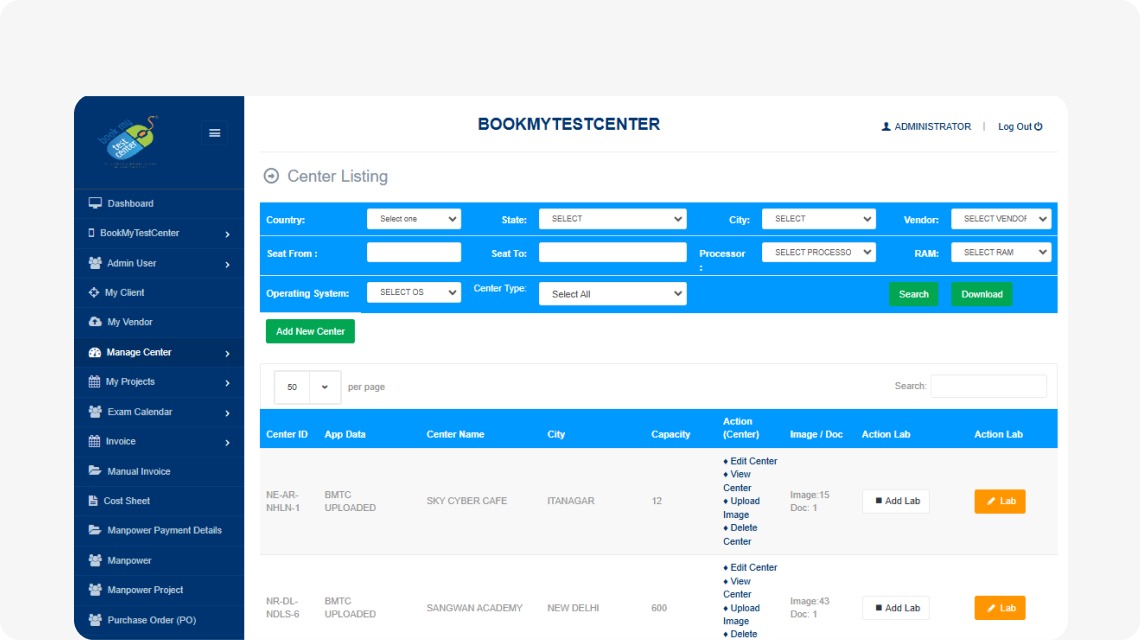 book my
test
center
BOOKMYTESTCENTER
ADMINISTRATOR | Log Out
Center Listing
Dashboard
BookMyTestCenter
Admin User
My Client
My Vendor
Manage Center
My Projects
Exam Calendar
Invoice
Manual Invoice
Cost Sheet
Manpower Payment Details
Manpower
Manpower Project
Purchase Order (PO)
Country: Select one State: SELECT City: SELECT Vendor: SELECT VENDOF
Seat From : Seat To: Processor : SELECT PROCESSO RAM: SELECT RAM
Operating System: SELECT OS Center Type: Select All Search Download
Add New Center
50 per page Search:
Center ID App Data Center Name City Capacity Action (Center) Image / Doc Action Lab Action Lab
NE-AR-
NHLN-1
BMTC
UPLOADED
SKY CYBER CAFE
ITANAGAR
12
♦ Edit Center
♦ View
Center
♦ Upload
Image
♦ Delete
Center
Image:15
Doc: 1
Add Lab
Lab
NR-DL-
NDLS-6
BMTC
UPLOADED
SANGWAN ACADEMY
NEW DELHI
600
♦ Edit Center
♦ View
Center
♦ Upload
Image
♦ Delete
Image:43
Doc: 1
Add Lab
Lab